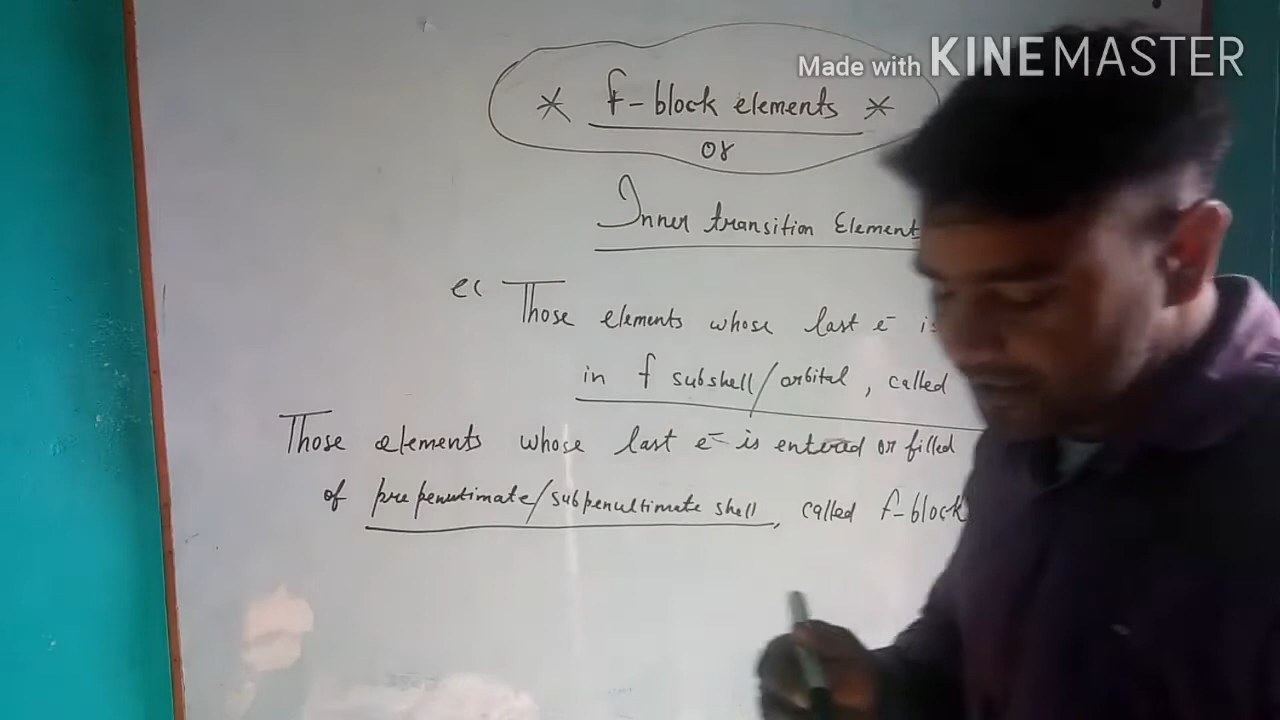 Made with KINEMASTER
* f-block elements *
or
Inner transition Element
Those elements whose last e⁻ is
in f subshell/orbital, called
Those elements whose last e⁻ is entered or filled
of prepenutimate/subpenultimate shell, called f-block